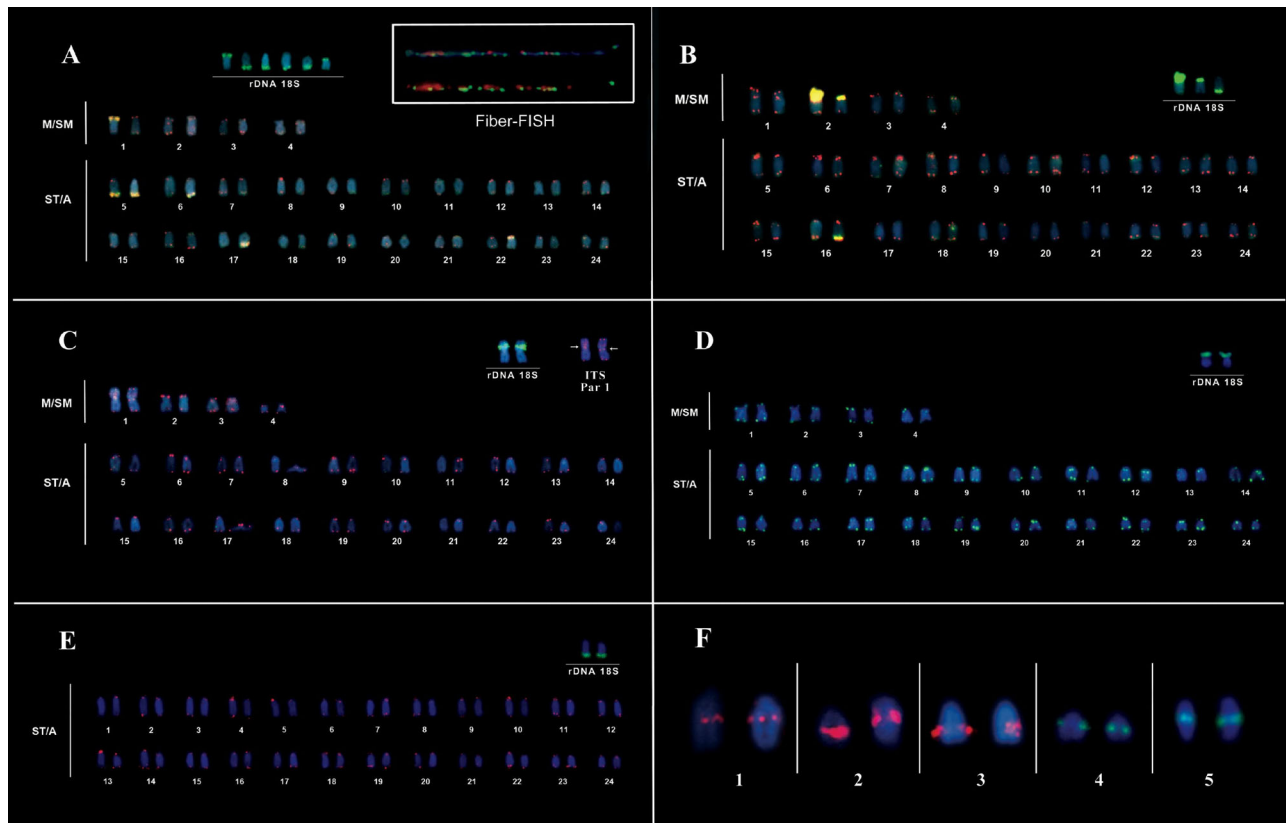 A
rDNA 18S
Fiber-FISH
M/SM
1 2 3 4
ST/A
5 6 7 8 9 10 11 12 13 14
15 16 17 18 19 20 21 22 23 24
B
rDNA 18S
M/SM
1 2 3 4
ST/A
5 6 7 8 9 10 11 12 13 14
15 16 17 18 19 20 21 22 23 24
C
rDNA 18S
ITS
Par 1
M/SM
1 2 3 4
ST/A
5 6 7 8 9 10 11 12 13 14
15 16 17 18 19 20 21 22 23 24
D
rDNA 18S
M/SM
1 2 3 4
ST/A
5 6 7 8 9 10 11 12 13 14
15 16 17 18 19 20 21 22 23 24
E
rDNA 18S
ST/A
1 2 3 4 5 6 7 8 9 10 11 12
13 14 15 16 17 18 19 20 21 22 23 24
F
1 2 3 4 5